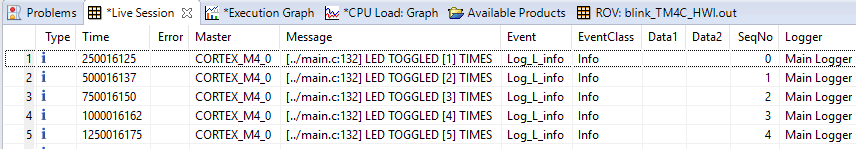 Problems *Live Session *Execution Graph *CPU Load: Graph Available Products ROV: blink_TM4C_HWI.out
Type Time Error Master Message Event EventClass Data1 Data2 SeqNo Logger
1 i 250016125 CORTEX_M4_0 [../main.c:132] LED TOGGLED [1] TIMES Log_L_info Info 0 Main Logger
2 i 500016137 CORTEX_M4_0 [../main.c:132] LED TOGGLED [2] TIMES Log_L_info Info 1 Main Logger
3 i 750016150 CORTEX_M4_0 [../main.c:132] LED TOGGLED [3] TIMES Log_L_info Info 2 Main Logger
4 i 1000016162 CORTEX_M4_0 [../main.c:132] LED TOGGLED [4] TIMES Log_L_info Info 3 Main Logger
5 i 1250016175 CORTEX_M4_0 [../main.c:132] LED TOGGLED [5] TIMES Log_L_info Info 4 Main Logger